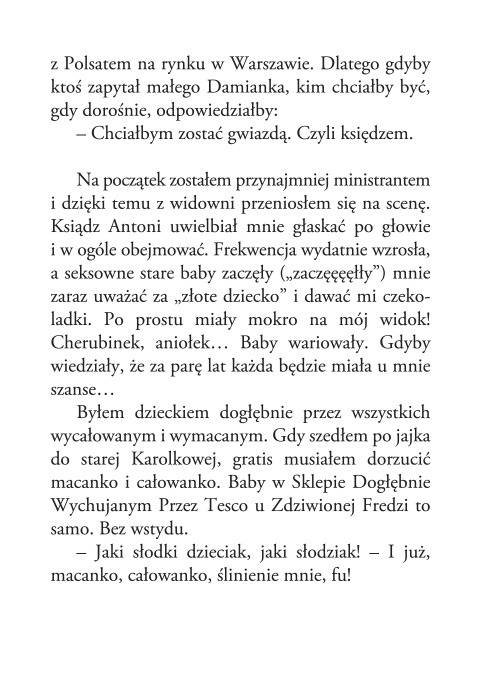 z Polsatem na rynku w Warszawie. Dlatego gdyby
ktoś zapytał małego Damianka, kim chciałby być,
gdy dorośnie, odpowiedziałby:
– Chciałbym zostać gwiazdą. Czyli księdzem.
Na początek zostałem przynajmniej ministrantem
i dzięki temu z widowni przeniosłem się na scenę.
Ksiądz Antoni uwielbiał mnie głaskać po głowie
i w ogóle obejmować. Frekwencja wydatnie wzrosła,
a seksowne stare baby zaczęły („zaczęęęęłły”) mnie
zaraz uważać za „złote dziecko” i dawać mi czeko-
ladki. Po prostu miały mokro na mój widok!
Cherubinek, aniołek… Baby wariowały. Gdyby
wiedziały, że za parę lat każda będzie miała u mnie
szanse…
Byłem dzieckiem dogłębnie przez wszystkich
wycałowanym i wymacanym. Gdy szedłem po jajka
do starej Karolkowej, gratis musiałem dorzucić
macanko i całowanko. Baby w Sklepie Dogłębnie
Wychujanym Przez Tesco u Zdziwionej Fredzi to
samo. Bez wstydu.
– Jaki słodki dzieciak, jaki słodziak! – I już,
macanko, całowanko, ślinienie mnie, fu!